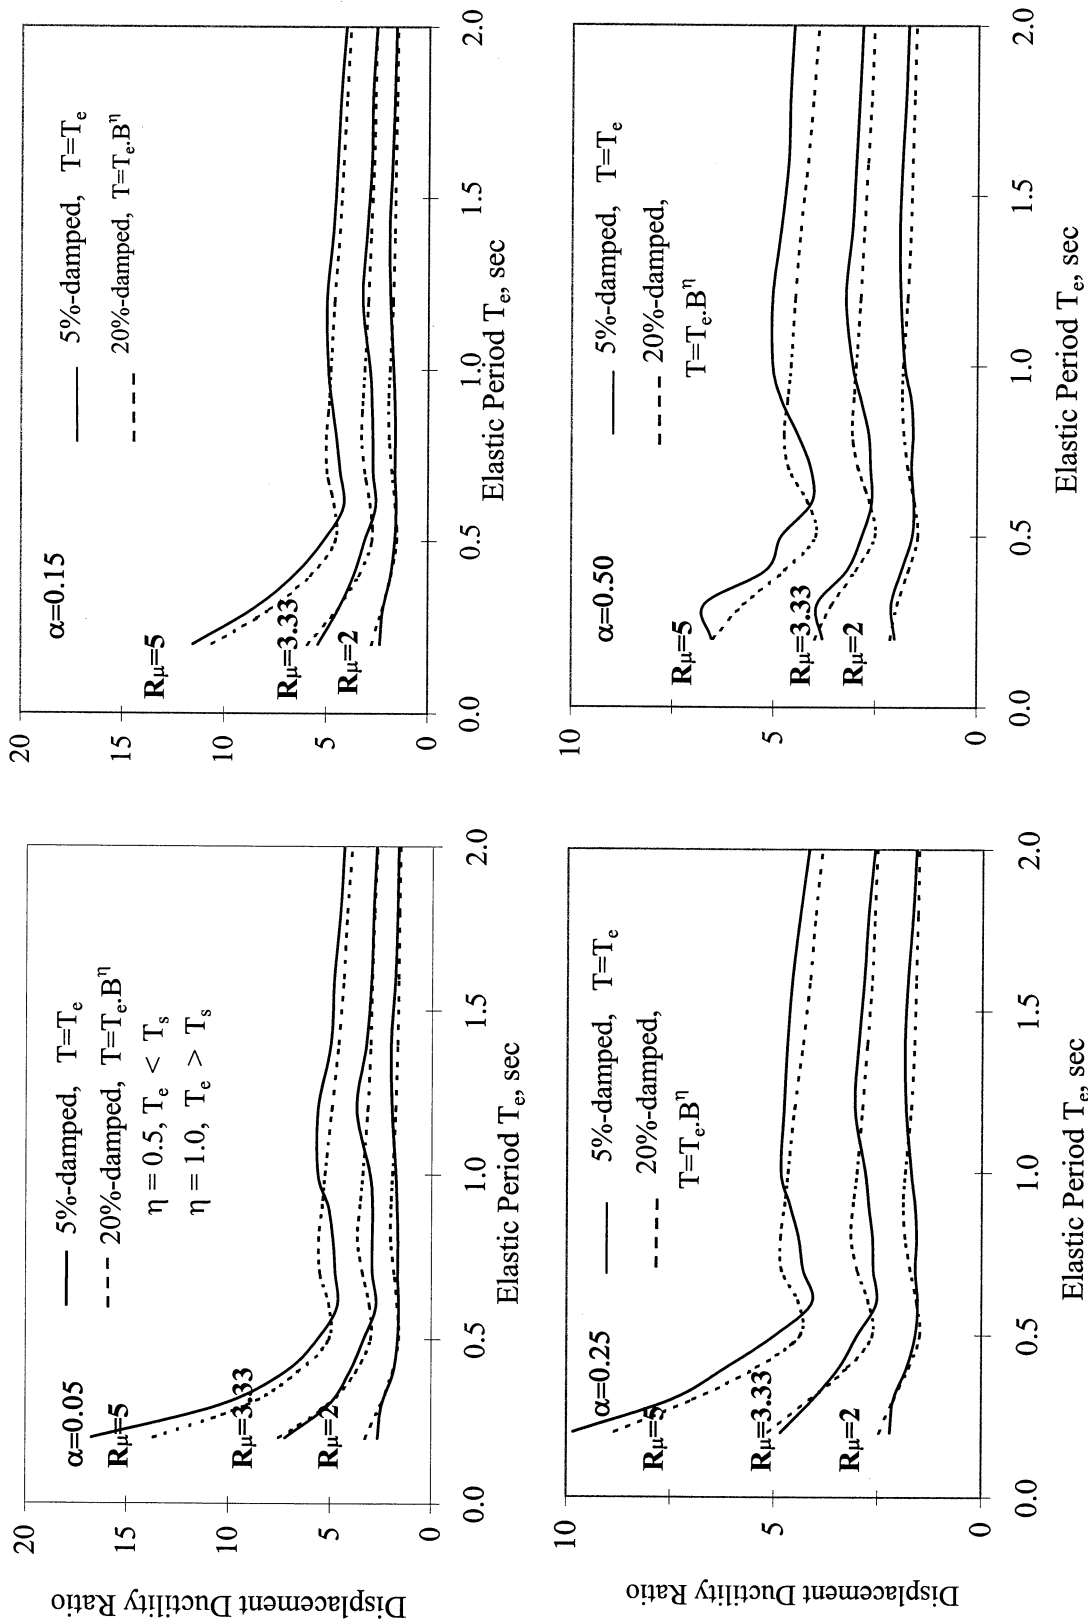 20
15
10
5
0
Displacement Ductility Ratio
α=0.05
Rμ=5
Rμ=3.33
Rμ=2
5%-damped, T=Te
20%-damped, T=Te.Bη
η = 0.5, Te < Ts
η = 1.0, Te > Ts
0.0
0.5
1.0
1.5
2.0
Elastic Period Te, sec
20
15
10
5
0
α=0.15
Rμ=5
Rμ=3.33
Rμ=2
5%-damped, T=Te
20%-damped, T=Te.Bη
0.0
0.5
1.0
1.5
2.0
Elastic Period Te, sec
10
5
0
Displacement Ductility Ratio
α=0.25
Rμ=5
Rμ=3.33
Rμ=2
5%-damped, T=Te
20%-damped,
T=Te.Bη
0.0
0.5
1.0
1.5
2.0
Elastic Period Te, sec
10
5
0
α=0.50
Rμ=5
Rμ=3.33
Rμ=2
5%-damped, T=Te
20%-damped,
T=Te.Bη
0.0
0.5
1.0
1.5
2.0
Elastic Period Te, sec